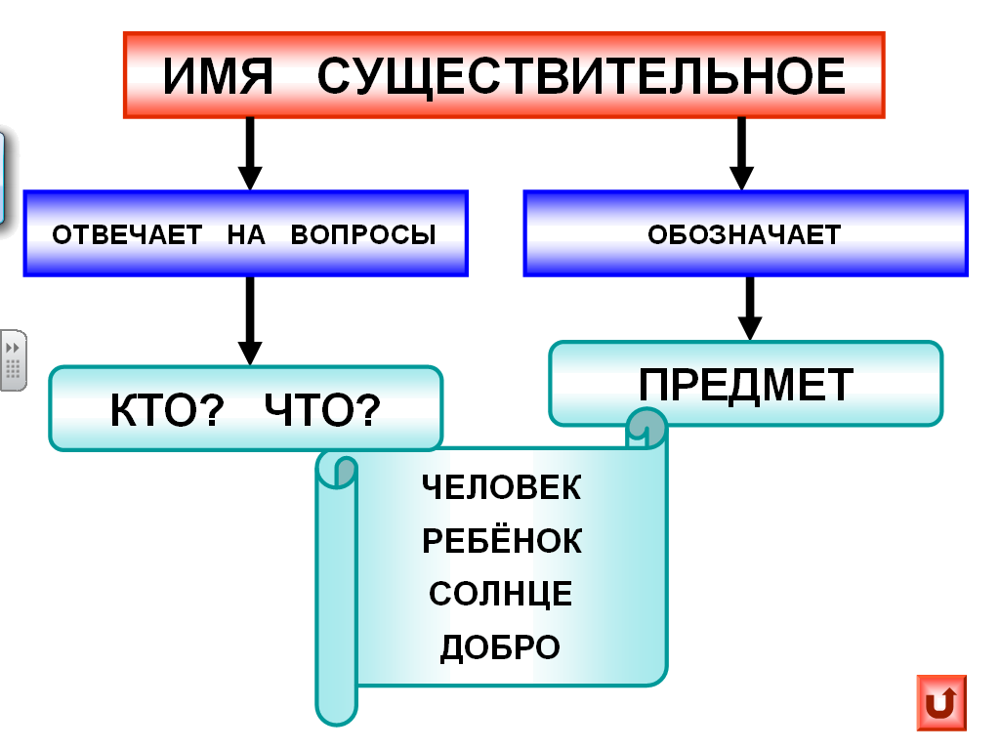 ИМЯ СУЩЕСТВИТЕЛЬНОЕ
ОТВЕЧАЕТ НА ВОПРОСЫ
ОБОЗНАЧАЕТ
КТО? ЧТО?
ПРЕДМЕТ
ЧЕЛОВЕК
РЕБЁНОК
СОЛНЦЕ
ДОБРО